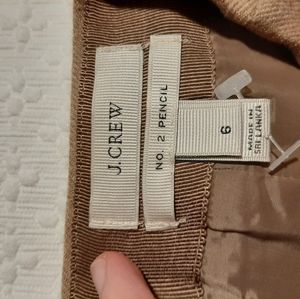 J.CREW
NO. 2 PENCIL
6
MADE IN
SRI LANKA